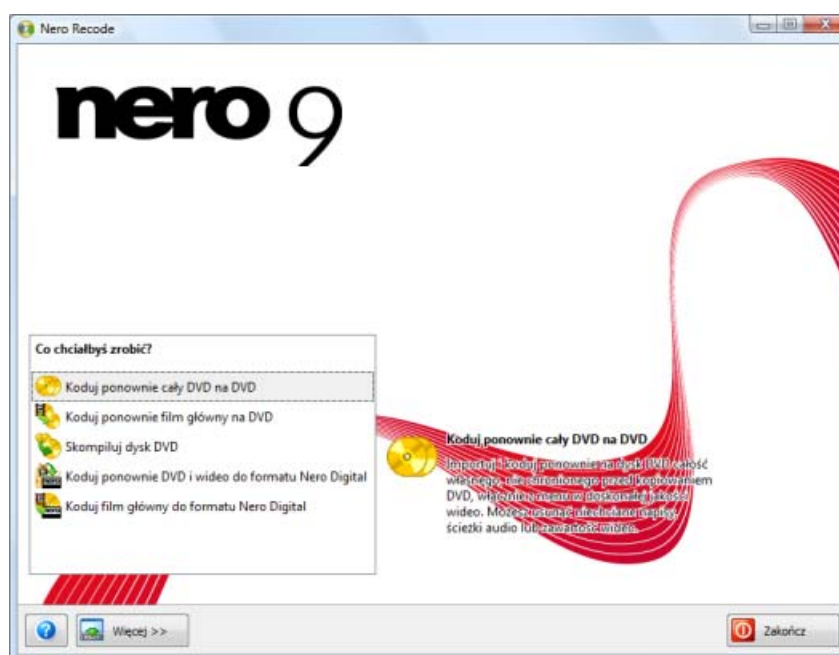 Nero Recode
nero 9
Co chciałbyś zrobić?
Koduj ponownie cały DVD na DVD
Koduj ponownie film główny na DVD
Skompiluj dysk DVD
Koduj ponownie DVD i wideo do formatu Nero Digital
Koduj film główny do formatu Nero Digital
Koduj ponownie cały DVD na DVD
Importuj i koduj ponownie na dysk DVD całość
własnego, nie chronionego przed kopiowaniem
DVD, włącznie z menu w doskonałej jakości
wideo. Możesz usunąć niechciane napisy,
ścieżki audio lub zawartość wideo.
Więcej >>
Zakończ